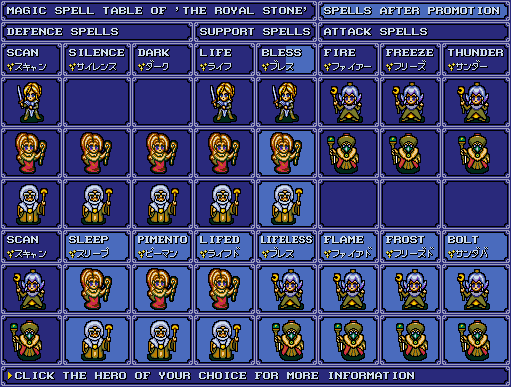 MAGIC SPELL TABLE OF 'THE ROYAL STONE' SPELLS AFTER PROMOTION
DEFENCE SPELLS SUPPORT SPELLS ATTACK SPELLS
SCAN SILENCE DARK LIFE BLESS FIRE FREEZE THUNDER
スキャン サイレンス ダーク ライフ ブレス ファイアー フリーズ サンダー
SCAN SLEEP PIMENTO LIFED LIFELESS FLAME FROST BOLT
スキャン スリープ ピーマン ライフド ブレス ファイアド フリーズド サンダバ
CLICK THE HERO OF YOUR CHOICE FOR MORE INFORMATION